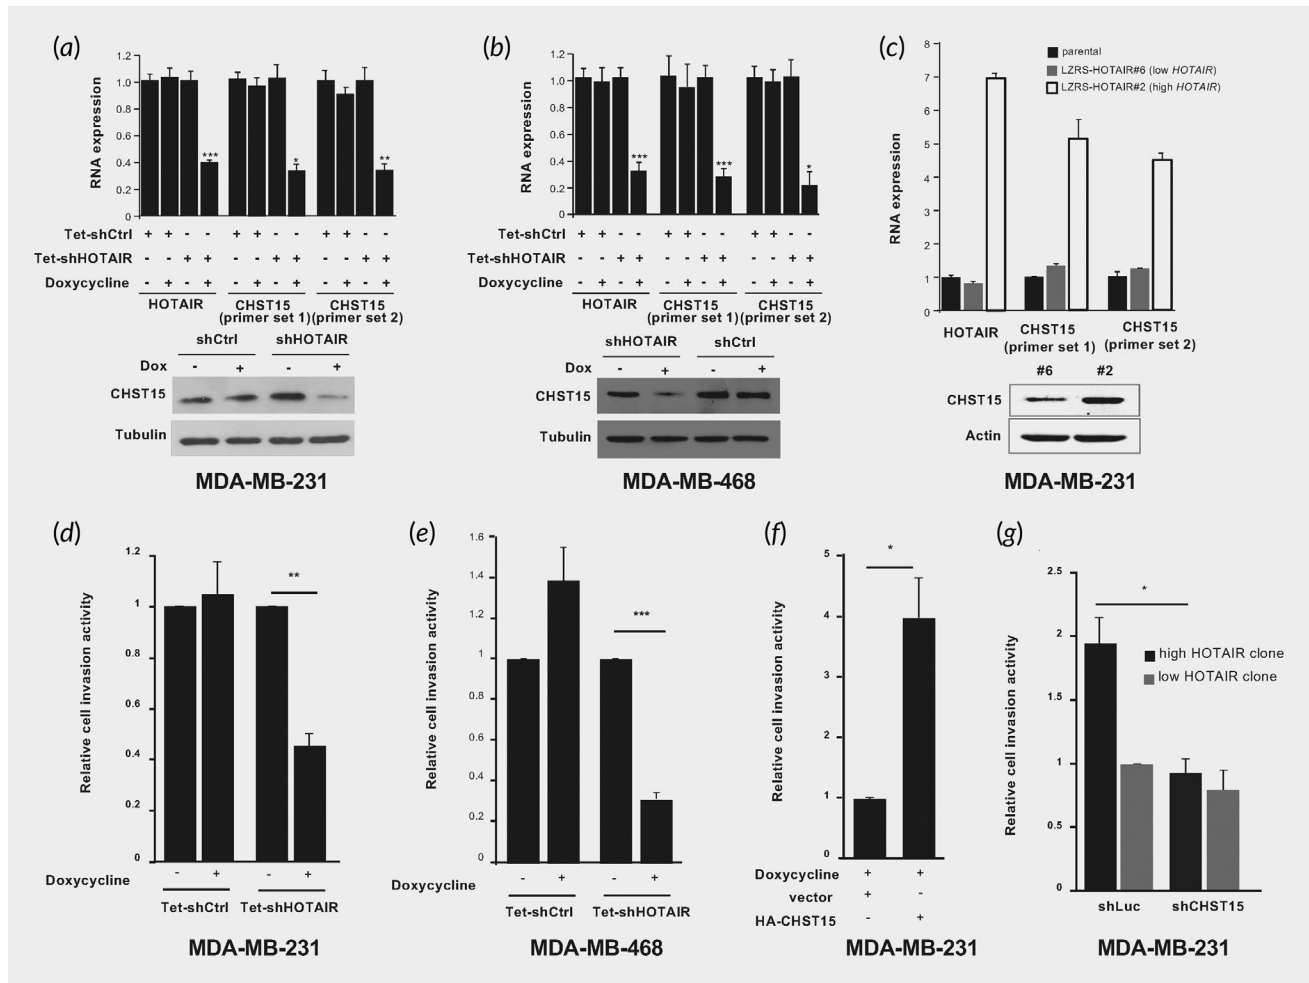 (a)
1.2
1.0
0.8
0.6
0.4
0.2
0
RNA expression
***
*
**
Tet-shCtrl + + - - + + - - + + - -
Tet-shHOTAIR - - + + - - + + - - + +
Doxycycline - + - + - + - + - + - +
HOTAIR CHST15 CHST15
(primer set 1) (primer set 2)
shCtrl shHOTAIR
Dox - + - +
CHST15
Tubulin
MDA-MB-231
(b)
1.2
1.0
0.8
0.6
0.4
0.2
0
RNA expression
***
***
*
Tet-shCtrl + + - - + + - - + + - -
Tet-shHOTAIR - - + + - - + + - - + +
Doxycycline - + - + - + - + - + - +
HOTAIR CHST15 CHST15
(primer set 1) (primer set 2)
shHOTAIR shCtrl
Dox - + - +
CHST15
Tubulin
MDA-MB-468
(c)
8
7
6
5
4
3
2
1
0
RNA expression
parental
LZRS-HOTAIR#6 (low HOTAIR)
LZRS-HOTAIR#2 (high HOTAIR)
HOTAIR CHST15 CHST15
(primer set 1) (primer set 2)
#6 #2
CHST15
Actin
MDA-MB-231
(d)
1.2
1
0.8
0.6
0.4
0.2
0
Relative cell invasion activity
**
Doxycycline - + - +
Tet-shCtrl Tet-shHOTAIR
MDA-MB-231
(e)
1.6
1.4
1.2
1
0.8
0.6
0.4
0.2
0
Relative cell invasion activity
***
Doxycycline - + - +
Tet-shCtrl Tet-shHOTAIR
MDA-MB-468
(f)
5
4
3
2
1
0
Relative cell invasion activity
*
Doxycycline + +
vector + -
HA-CHST15 - +
MDA-MB-231
(g)
2.5
2
1.5
1
0.5
0
Relative cell invasion activity
*
high HOTAIR clone
low HOTAIR clone
shLuc shCHST15
MDA-MB-231